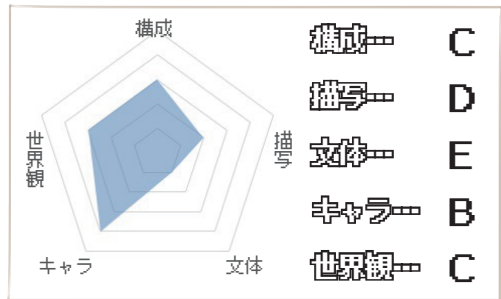 構成
描写
文体
キャラ
世界観
構成… C
描写… D
文体… E
キャラ… B
世界観… C